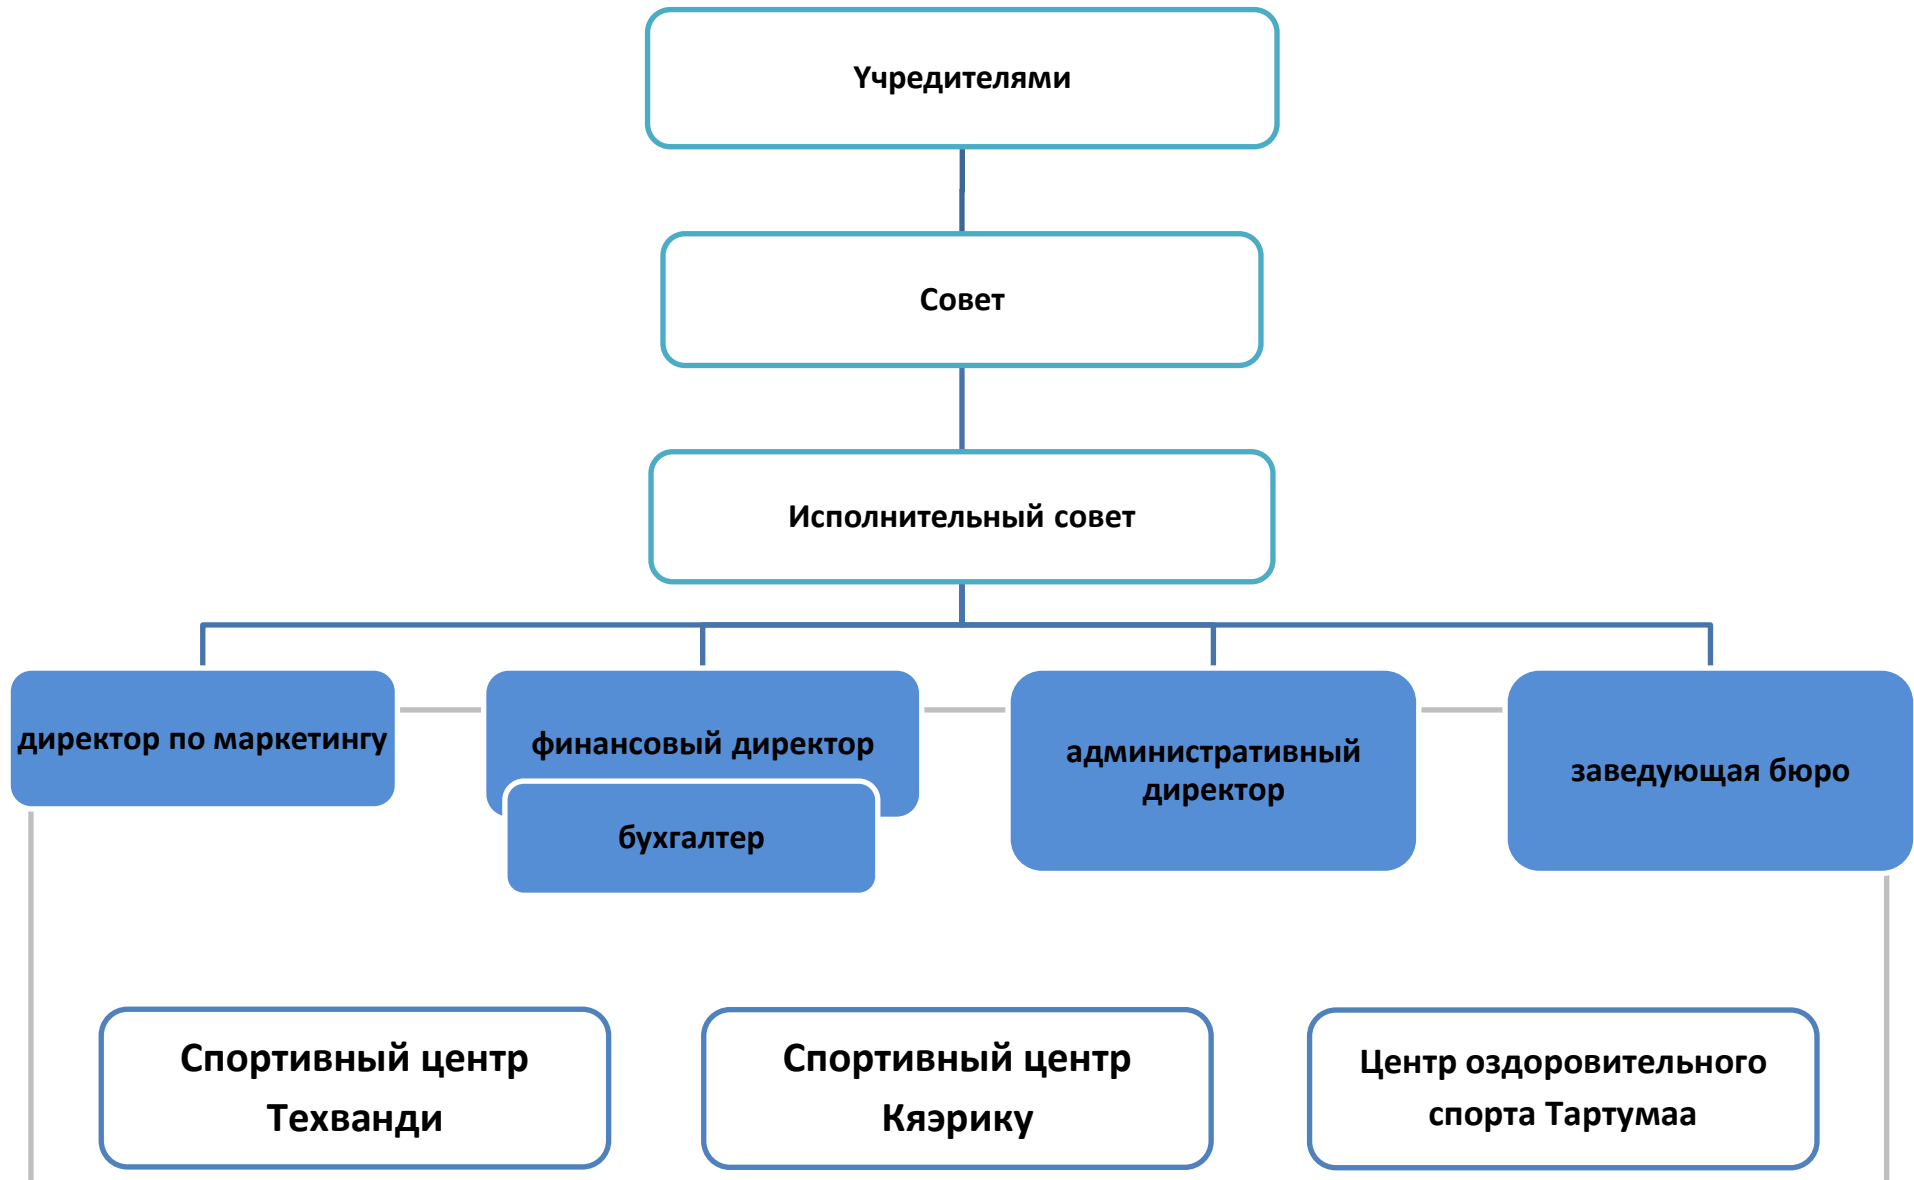 Үчредителями
Совет
Исполнительный совет
директор по маркетингу
финансовый директор
бухгалтер
административный
директор
заведующая бюро
Спортивный центр
Техванди
Спортивный центр
Кяэрику
Центр оздоровительного
спорта Тартумаа